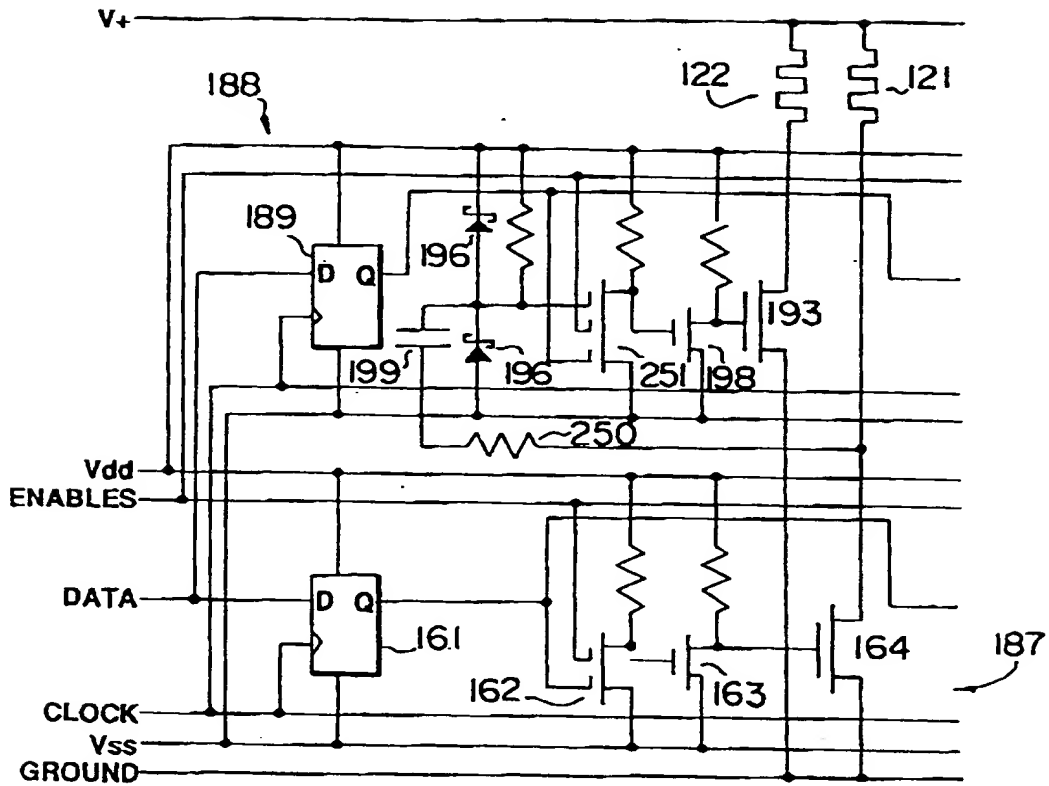 V+
122
121
188
189
D Q
196
193
199
196
251
198
250
Vdd
ENABLES
DATA
D Q
161
164
187
162
163
CLOCK
Vss
GROUND